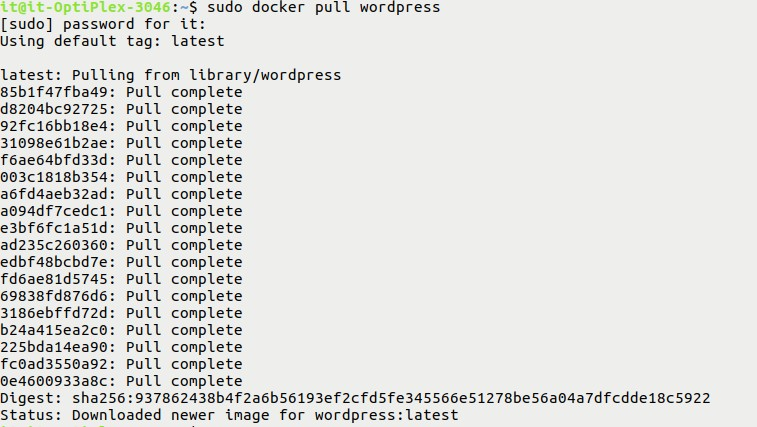 it@it-OptiPlex-3046:~$ sudo docker pull wordpress
[sudo] password for it:
Using default tag: latest
latest: Pulling from library/wordpress
85b1f47fba49: Pull complete
d8204bc92725: Pull complete
92fc16bb18e4: Pull complete
31098e61b2ae: Pull complete
f6ae64bfd33d: Pull complete
003c1818b354: Pull complete
a6fd4aeb32ad: Pull complete
a094df7cedc1: Pull complete
e3bf6fc1a51d: Pull complete
ad235c260360: Pull complete
edbf48bcbd7e: Pull complete
fd6ae81d5745: Pull complete
69838fd876d6: Pull complete
3186ebffd72d: Pull complete
b24a415ea2c0: Pull complete
225bda14ea90: Pull complete
fc0ad3550a92: Pull complete
0e4600933a8c: Pull complete
Digest: sha256:937862438b4f2a6b56193ef2cfd5fe345566e51278be56a04a7dfcdde18c5922
Status: Downloaded newer image for wordpress:latest